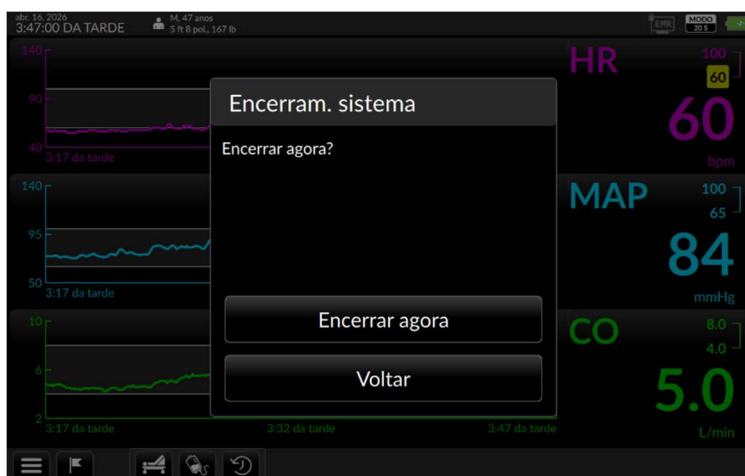 abr. 16, 2026
3:47:00 DA TARDE
M, 47 anos
5 ft 8 pol., 167 lb
EMR
MODO
20 S
140
90
40
3:17 da tarde
HR
100
60
60
bpm
Encerram. sistema
Encerrar agora?
140
95
50
3:17 da tarde
MAP
100
65
84
mmHg
Encerrar agora
Voltar
10
6
2
3:17 da tarde
3:32 da tarde
3:47 da tarde
CO
8.0
4.0
5.0
L/min